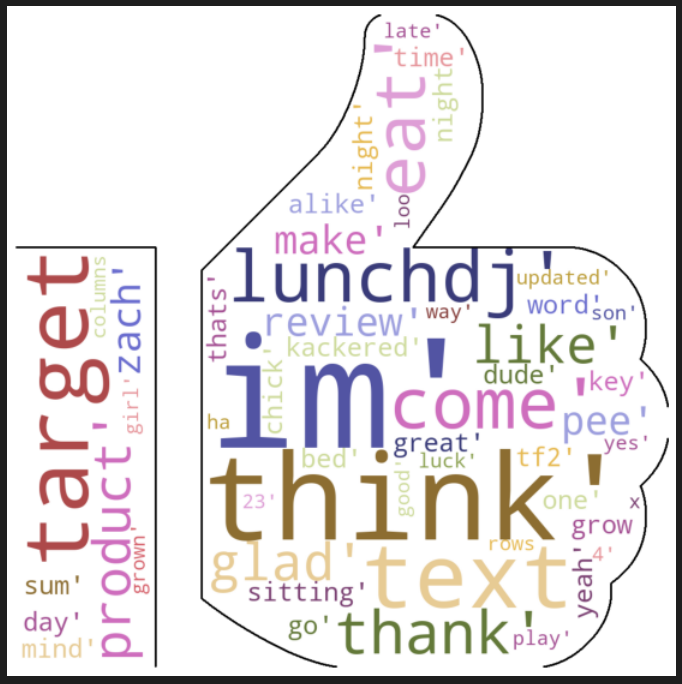 late'
time'
eat'
night'
night'
alike'
loo
make'
lunchdj'
updated'
thats'
review'
way'
word'
son'
kackered'
like'
chick'
im'
dude'
come'
key'
pee'
ha
great'
yes'
bed'
luck'
tf2'
good'
think'
23'
one'
x
grow
rows
4'
glad'
text
yeah'
sitting'
go'
thank'
play'
target
columns
zach'
girl'
product'
grown'
sum'
day'
mind'